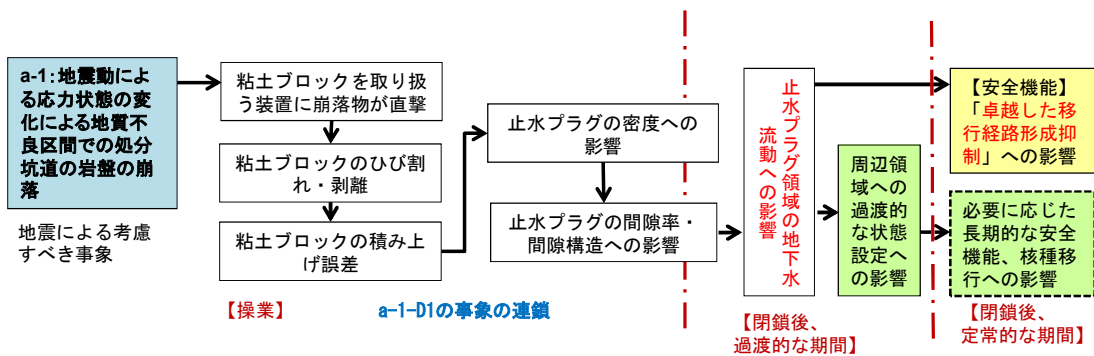 a-1:地震動によ
る応力状態の変
化による地質不
良区間での処分
坑道の岩盤の崩
落
地震による考慮
すべき事象
粘土ブロックを取り扱
う装置に崩落物が直撃
粘土ブロックのひび割
れ・剥離
粘土ブロックの積み上
げ誤差
【操業】
a-1-D1の事象の連鎖
止水プラグの密度への
影響
止水プラグの間隙率・
間隙構造への影響
止水プラグ領域の地下水
流動への影響
周辺領
域への
過渡的
な状態
設定へ
の影響
【閉鎖後、
過渡的な期間】
【安全機能】
「卓越した移
行経路形成抑
制」への影響
必要に応じた
長期的な安全
機能、核種移
行への影響
【閉鎖後、
定常的な期間】